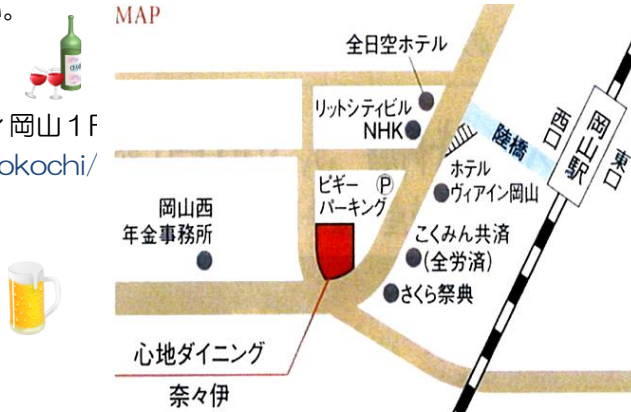 い。
MAP
全日空ホテル
リットシティビル
NHK
陸橋
西口
岡山駅
東口
ィ岡山1F
okochi/
ホテル
ヴィアイン岡山
ピギー Ⓟ
パーキング
岡山西
年金事務所
こくみん共済
(全労済)
さくら祭典
心地ダイニング
奈々伊